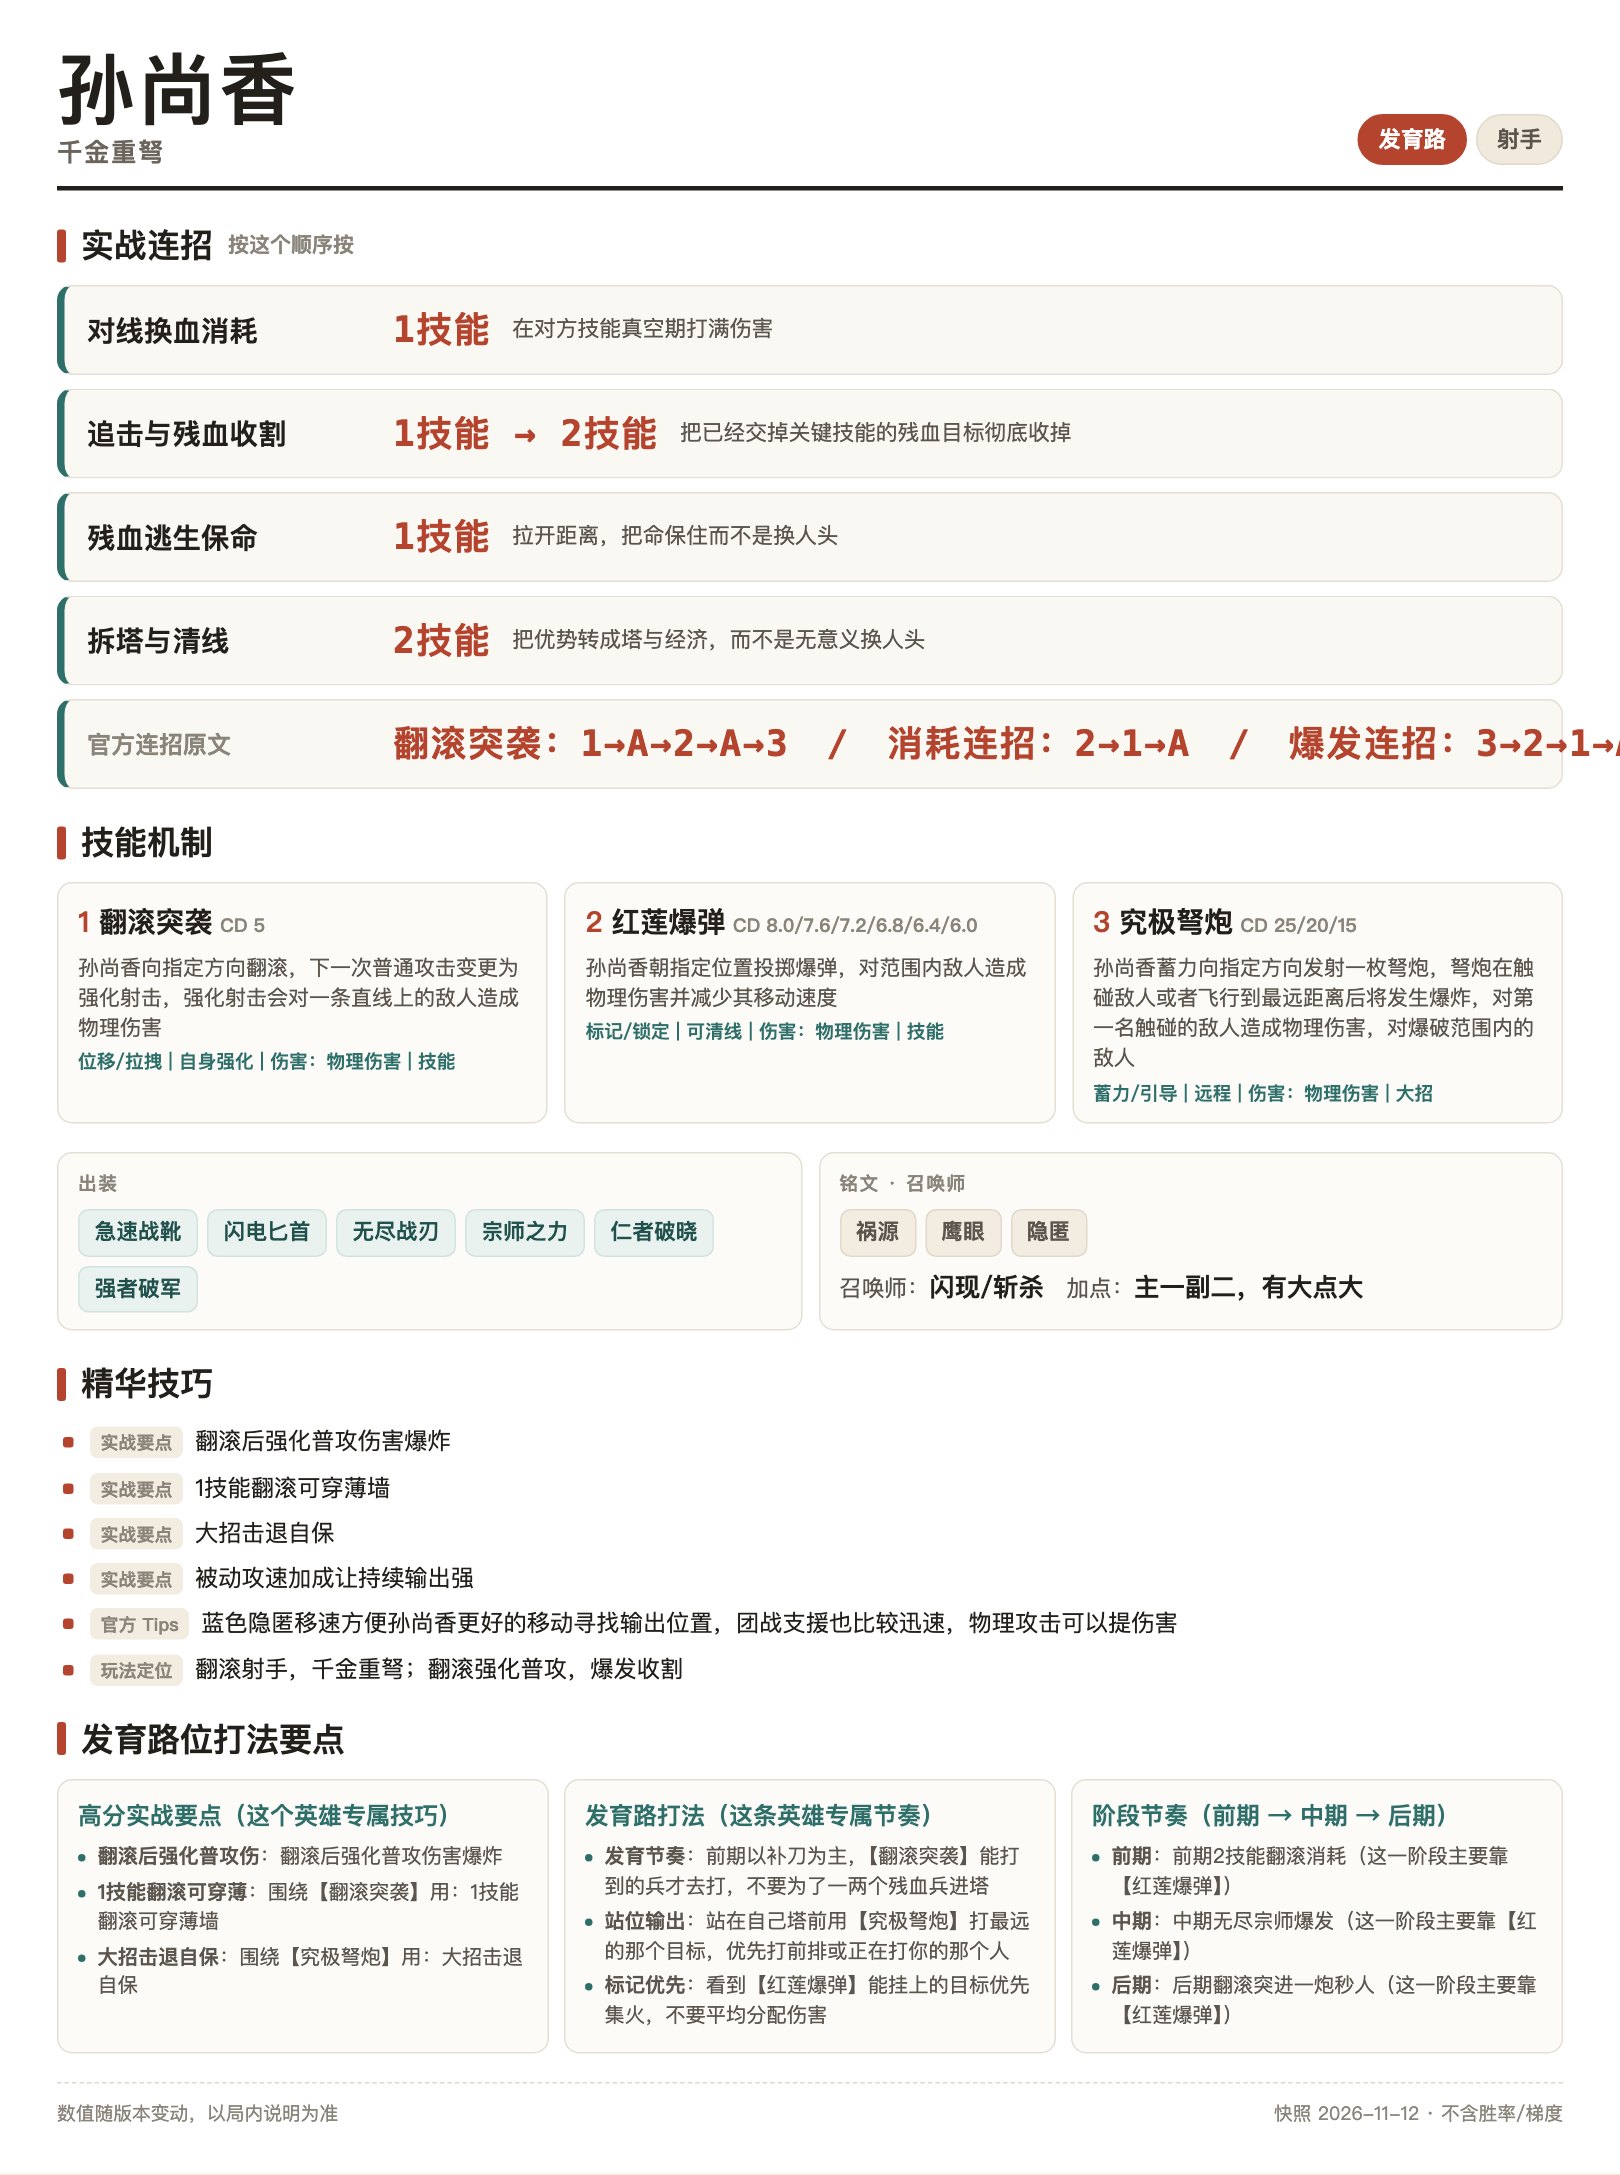 孙尚香
千金重弩
发育路 射手
实战连招 按这个顺序按
对线换血消耗 1技能 在对方技能真空期打满伤害
追击与残血收割 1技能 → 2技能 把已经交掉关键技能的残血目标彻底收掉
残血逃生保命 1技能 拉开距离，把命保住而不是换人头
拆塔与清线 2技能 把优势转成塔与经济，而不是无意义换人头
官方连招原文 翻滚突袭：1→A→2→A→3 / 消耗连招：2→1→A / 爆发连招：3→2→1→
技能机制
1 翻滚突袭 CD 5
孙尚香向指定方向翻滚，下一次普通攻击变更为
强化射击，强化射击会对一条直线上的敌人造成
物理伤害
位移/拉拽 | 自身强化 | 伤害：物理伤害 | 技能
2 红莲爆弹 CD 8.0/7.6/7.2/6.8/6.4/6.0
孙尚香朝指定位置投掷爆弹，对范围内敌人造成
物理伤害并减少其移动速度
标记/锁定 | 可清线 | 伤害：物理伤害 | 技能
3 究极弩炮 CD 25/20/15
孙尚香蓄力向指定方向发射一枚弩炮，弩炮在触
碰敌人或者飞行到最远距离后将发生爆炸，对第
一名触碰的敌人造成物理伤害，对爆破范围内的
敌人
蓄力/引导 | 远程 | 伤害：物理伤害 | 大招
出装
急速战靴 闪电匕首 无尽战刃 宗师之力 仁者破晓
强者破军
铭文 · 召唤师
祸源 鹰眼 隐匿
召唤师：闪现/斩杀 加点：主一副二，有大点大
精华技巧
实战要点 翻滚后强化普攻伤害爆炸
实战要点 1技能翻滚可穿薄墙
实战要点 大招击退自保
实战要点 被动攻速加成让持续输出强
官方 Tips 蓝色隐匿移速方便孙尚香更好的移动寻找输出位置，团战支援也比较迅速，物理攻击可以提伤害
玩法定位 翻滚射手，千金重弩；翻滚强化普攻，爆发收割
发育路位打法要点
高分实战要点（这个英雄专属技巧）
翻滚后强化普攻伤：翻滚后强化普攻伤害爆炸
1技能翻滚可穿薄：围绕【翻滚突袭】用：1技能
翻滚可穿薄墙
大招击退自保：围绕【究极弩炮】用：大招击退
自保
发育路打法（这条英雄专属节奏）
发育节奏：前期以补刀为主，【翻滚突袭】能打
到的兵才去打，不要为了一两个残血兵进塔
站位输出：站在自己塔前用【究极弩炮】打最远
的那个目标，优先打前排或正在打你的那个人
标记优先：看到【红莲爆弹】能挂上的目标优先
集火，不要平均分配伤害
阶段节奏（前期 → 中期 → 后期）
前期：前期2技能翻滚消耗（这一阶段主要靠
【红莲爆弹】）
中期：中期无尽宗师爆发（这一阶段主要靠【红
莲爆弹】）
后期：后期翻滚突进一炮秒人（这一阶段主要靠
【红莲爆弹】）
数值随版本变动，以局内说明为准
快照 2026-11-12 · 不含胜率/梯度